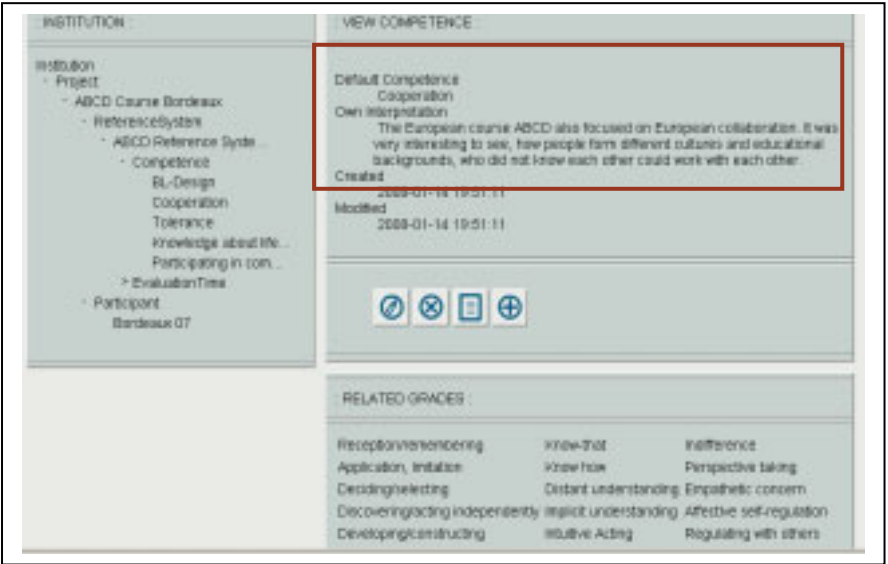 : INSTITUTION :
Institution
- Project
- ABCD Course Bordeaux
- ReferenceSystem
- ABCD Reference Syste...
- Competence
BL-Design
Cooperation
Tolerance
Knowledge about life...
Participating in com...
> EvaluationTime
- Participant
Bordeaux 07
: VIEW COMPETENCE :
Default Competence
Cooperation
Own Interpretation
The European course ABCD also focused on European collaboration. It was
very interesting to see, how people form different cultures and educational
backgrounds, who did not know each other could work with each other.
Created
2008-01-14 19:51:11
Modified
2008-01-14 19:51:11
: RELATED GRADES :
Reception/remembering Know-that Indifference
Application, Imitation Know how Perspective taking
Deciding/selecting Distant understanding Empathetic concern
Discovering/acting independently Implicit understanding Affective self-regulation
Developing/constructing Intuitive Acting Regulating with others